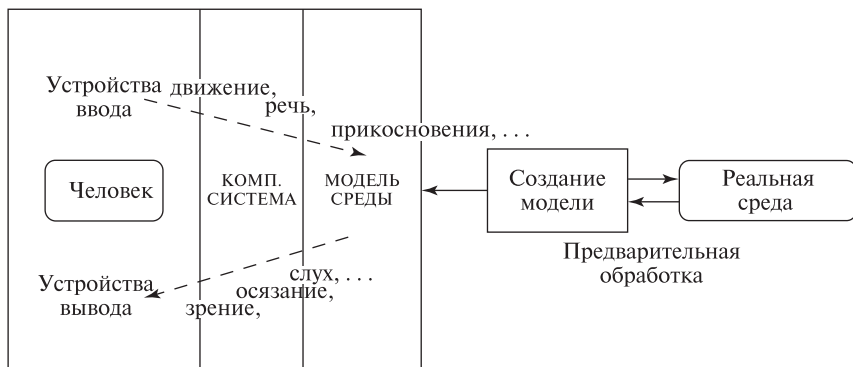 Устройства
ввода
движение,
речь,
прикосновения, . . .
Человек
КОМП.
СИСТЕМА
МОДЕЛЬ
СРЕДЫ
Создание
модели
Реальная
среда
Предварительная
обработка
Устройства
вывода
слух, . . .
осязание,
зрение,